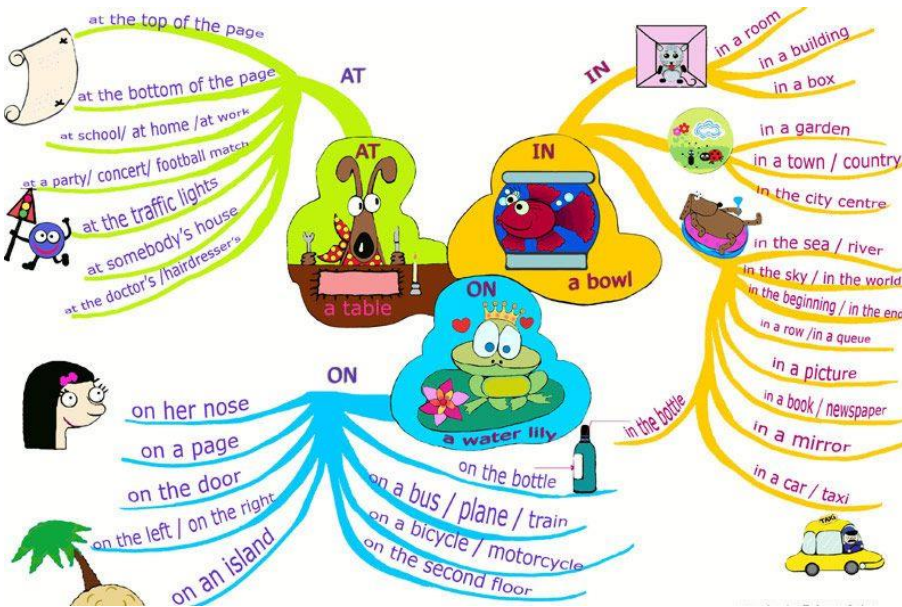 AT
at the top of the page
at the bottom of the page
at school/ at home /at work
at a party/ concert/ football match
at the traffic lights
at somebody's house
at the doctor's /hairdresser's
AT
a table
IN
in a room
in a building
in a box
in a garden
in a town / country
in the city centre
in the sea / river
in the sky / in the world
in the beginning / in the end
in a row /in a queue
in a picture
in a book / newspaper
in a mirror
in a car / taxi
in the bottle
IN
a bowl
TAXI
ON
a water lily
ON
on her nose
on a page
on the door
on the left / on the right
on an island
on the bottle
on a bus / plane / train
on a bicycle / motorcycle
on the second floor